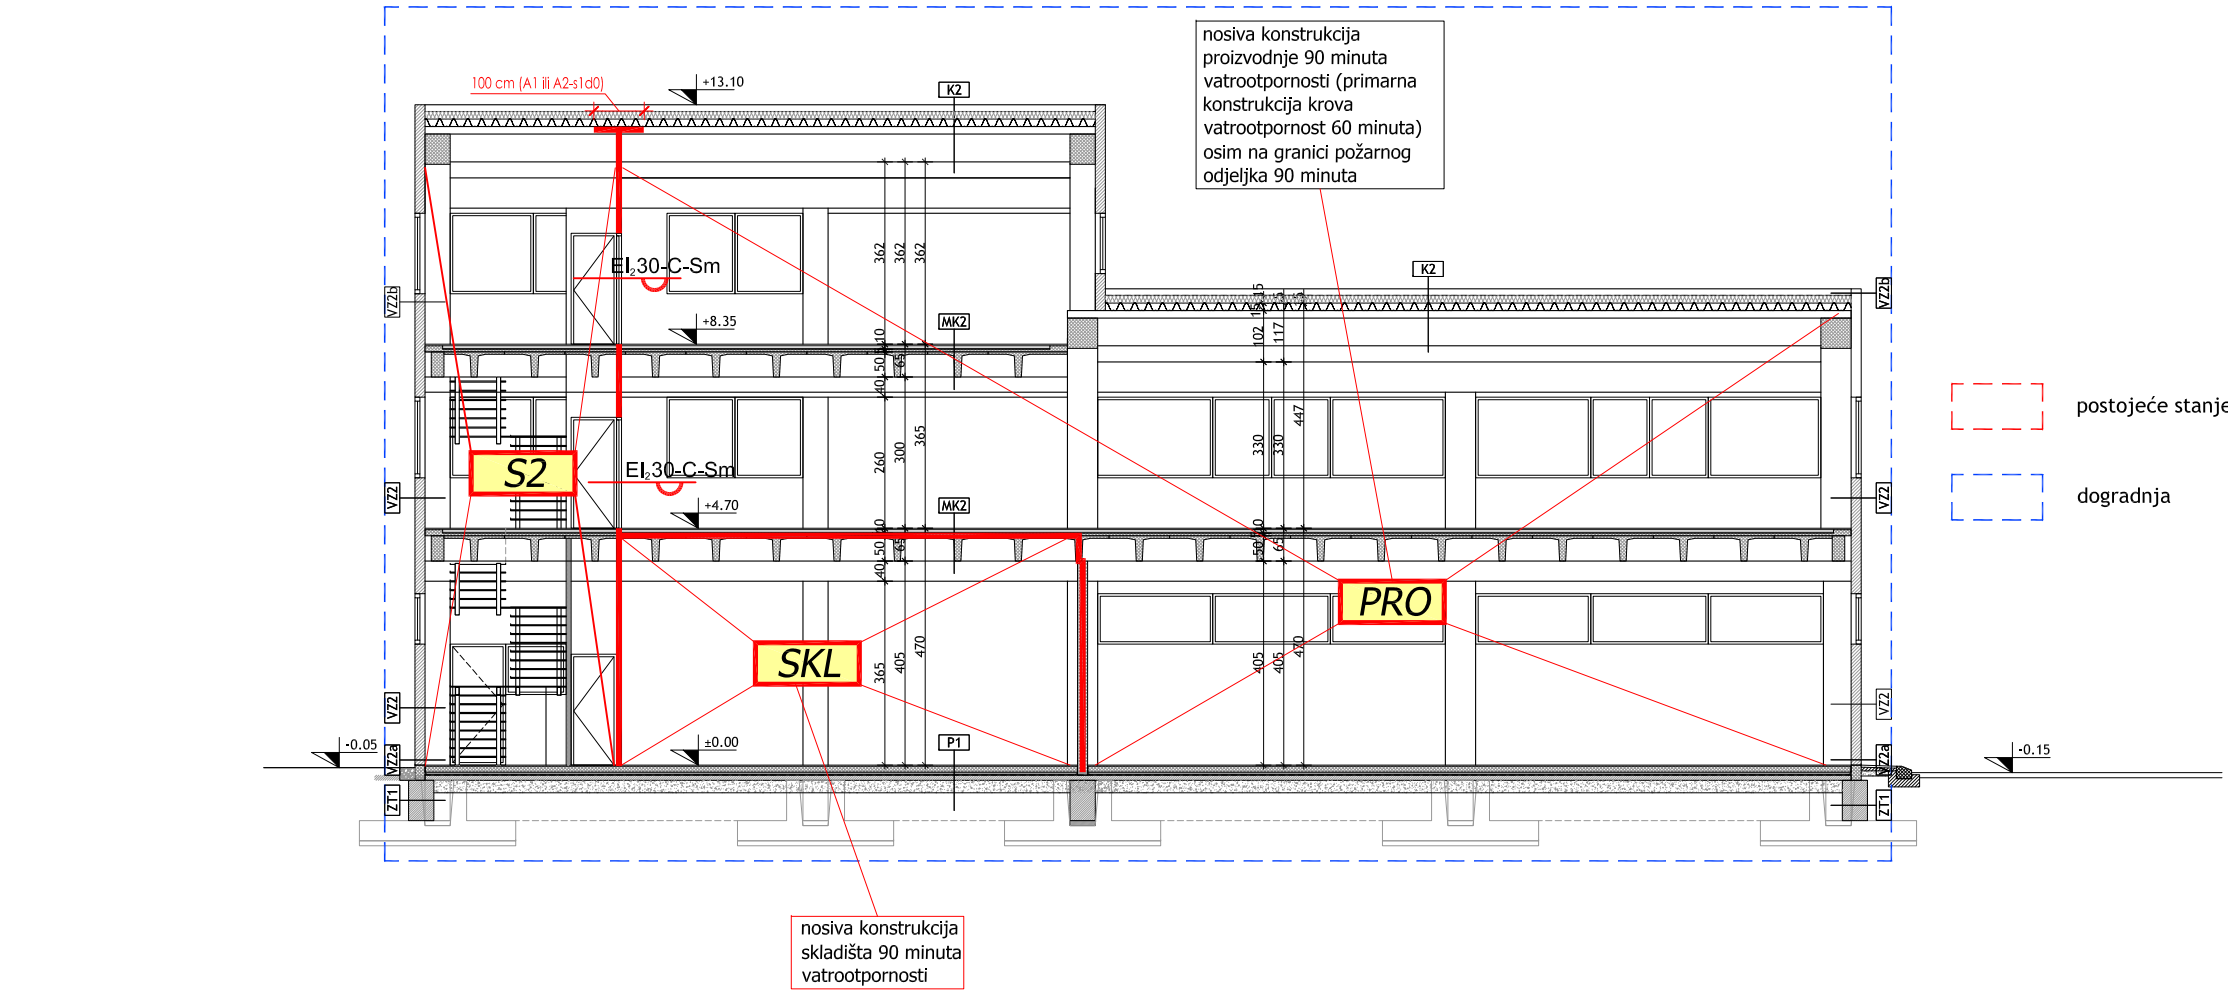 nosiva konstrukcija
proizvodnje 90 minuta
vatrootpornosti (primarna
konstrukcija krova
vatrootpornost 60 minuta)
osim na granici požarnog
odjeljka 90 minuta
100 cm (A1 ili A2-s1d0)
+13.10
K2
EI₂30-C-Sm
362
362
362
K2
VZ2b
VZ2b
+8.35
MK2
102
117
postojeće stanje
447
330
330
365
300
260
S2
EI₂30-C-Sm
VZ2
VZ2
dogradnja
+4.70
MK2
40 50
65
PRO
SKL
365
405
470
405
405
470
VZ2
VZ2
±0.00
P1
-0.05
-0.15
VZ2a
VZ2a
ZT1
ZT1
nosiva konstrukcija
skladišta 90 minuta
vatrootpornosti